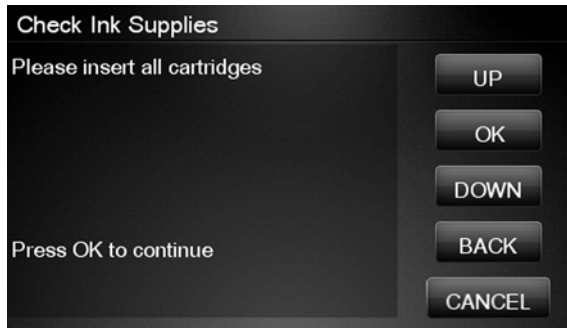 Check Ink Supplies
Please insert all cartridges
Press OK to continue
UP
OK
DOWN
BACK
CANCEL